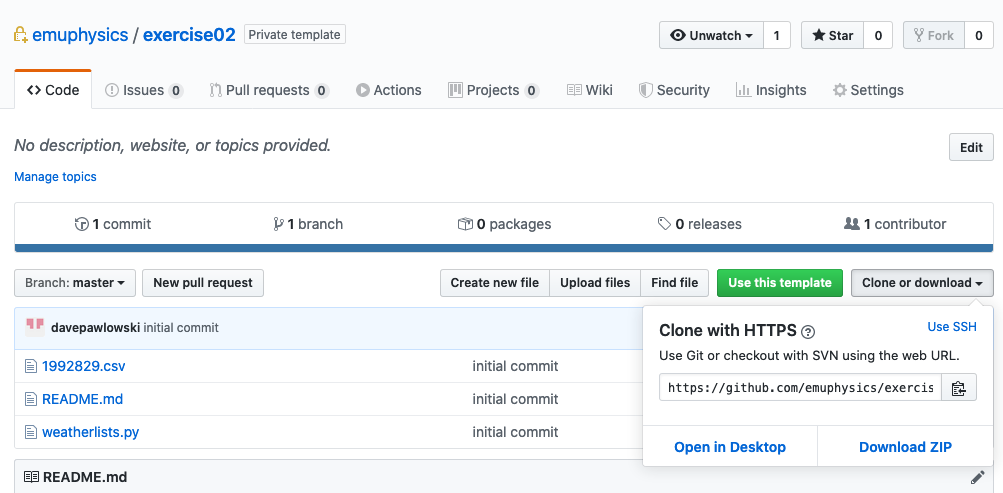 emuphysics / exercise02 Private template Unwatch 1 Star 0 Fork 0
Code Issues 0 Pull requests 0 Actions Projects 0 Wiki Security Insights Settings
No description, website, or topics provided. Edit
Manage topics
1 commit 1 branch 0 packages 0 releases 1 contributor
Branch: master New pull request Create new file Upload files Find file Use this template Clone or download
davepawlowski initial commit
1992829.csv initial commit
README.md initial commit
weatherlists.py initial commit
Clone with HTTPS ? Use SSH
Use Git or checkout with SVN using the web URL.
https://github.com/emuphysics/exercis
Open in Desktop Download ZIP
README.md